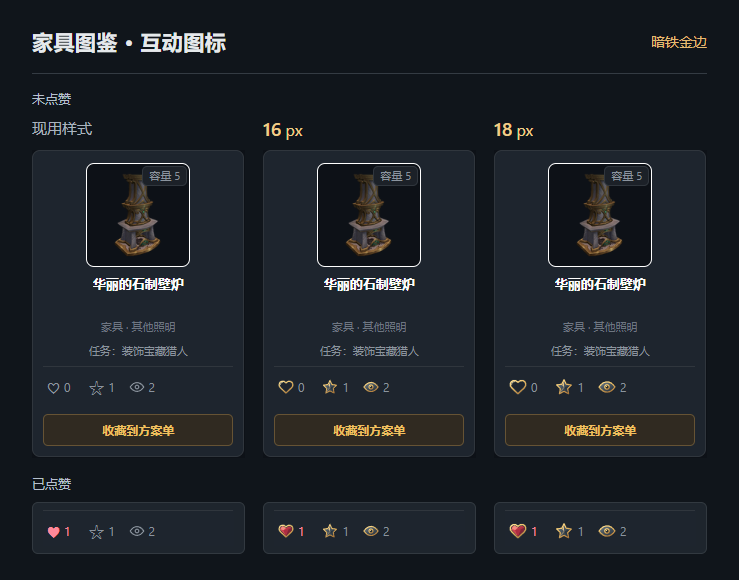 家具图鉴 • 互动图标
暗铁金边
未点赞
现用样式
16 px
18 px
容量 5
容量 5
容量 5
华丽的石制壁炉
华丽的石制壁炉
华丽的石制壁炉
家具 · 其他照明
家具 · 其他照明
家具 · 其他照明
任务：装饰宝藏猎人
任务：装饰宝藏猎人
任务：装饰宝藏猎人
0 1 2
0 1 2
0 1 2
收藏到方案单
收藏到方案单
收藏到方案单
已点赞
1 1 2
1 1 2
1 1 2